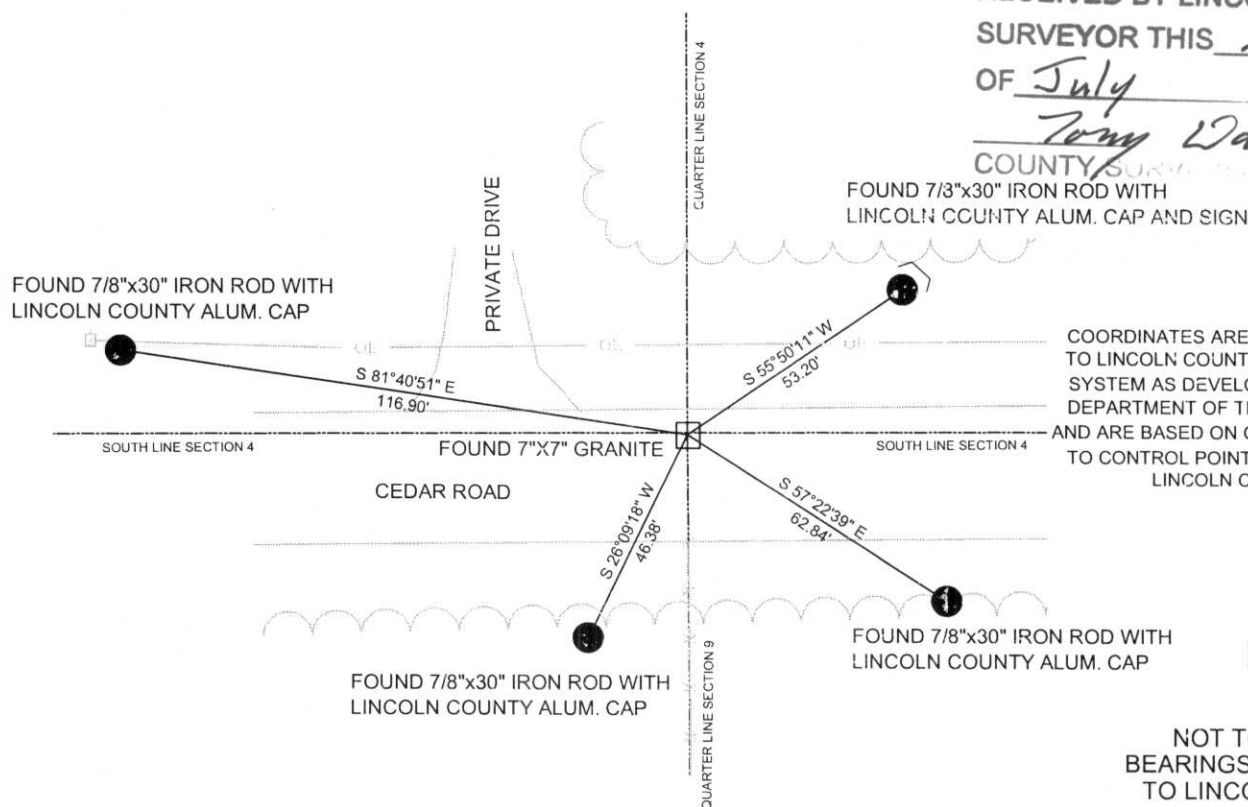 SURVEYOR THIS
OF July
Tony
COUNTY
QUARTER LINE SECTION 4
FOUND 7/8"x30" IRON ROD WITH
LINCOLN COUNTY ALUM. CAP AND SIGN
PRIVATE DRIVE
FOUND 7/8"x30" IRON ROD WITH
LINCOLN COUNTY ALUM. CAP
OE
OE
OE
S 81°40'51" E
116.90'
S 55°50'11" W
53.20'
COORDINATES ARE
TO LINCOLN COUNT
SYSTEM AS DEVELO
DEPARTMENT OF
AND ARE BASED ON
TO CONTROL POINT
LINCOLN
SOUTH LINE SECTION 4
FOUND 7"X7" GRANITE
SOUTH LINE SECTION 4
CEDAR ROAD
S 26°09'18" W
46.38'
S 57°22'39" E
62.84'
FOUND 7/8"x30" IRON ROD WITH
LINCOLN COUNTY ALUM. CAP
FOUND 7/8"x30" IRON ROD WITH
LINCOLN COUNTY ALUM. CAP
QUARTER LINE SECTION 9
NOT
BEARINGS
TO LINCO